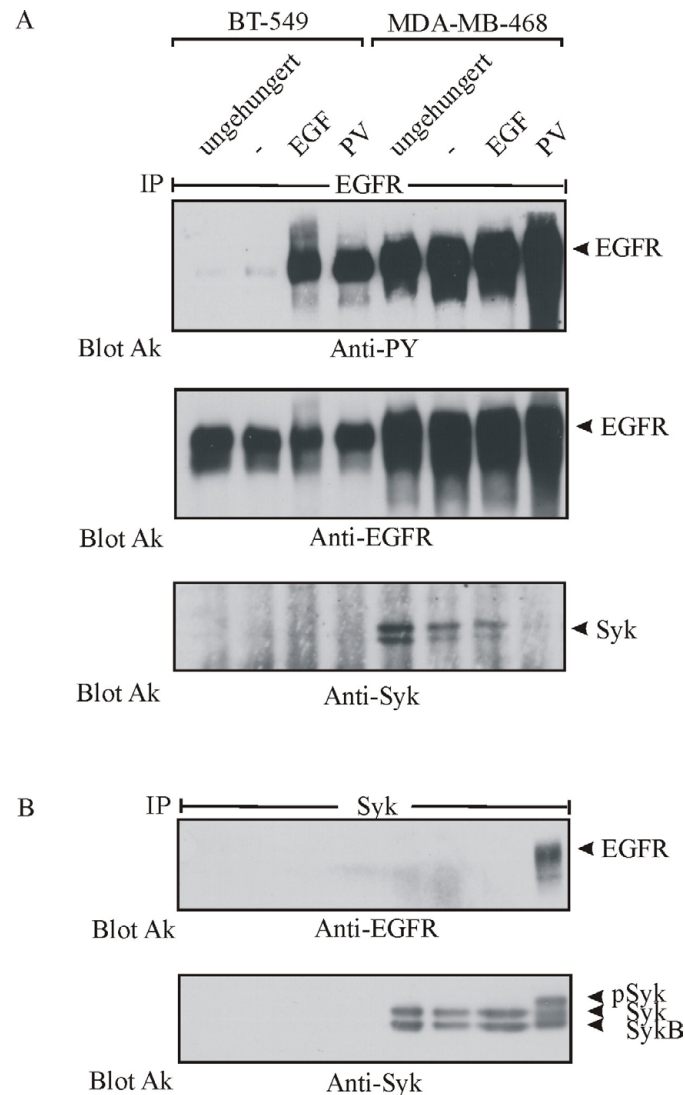 A
BT-549 MDA-MB-468
ungehungert - EGF PV ungehungert - EGF PV
IP EGFR
EGFR
Blot Ak Anti-PY
EGFR
Blot Ak Anti-EGFR
Syk
Blot Ak Anti-Syk
B IP Syk
EGFR
Blot Ak Anti-EGFR
pSyk
Syk
SykB
Blot Ak Anti-Syk